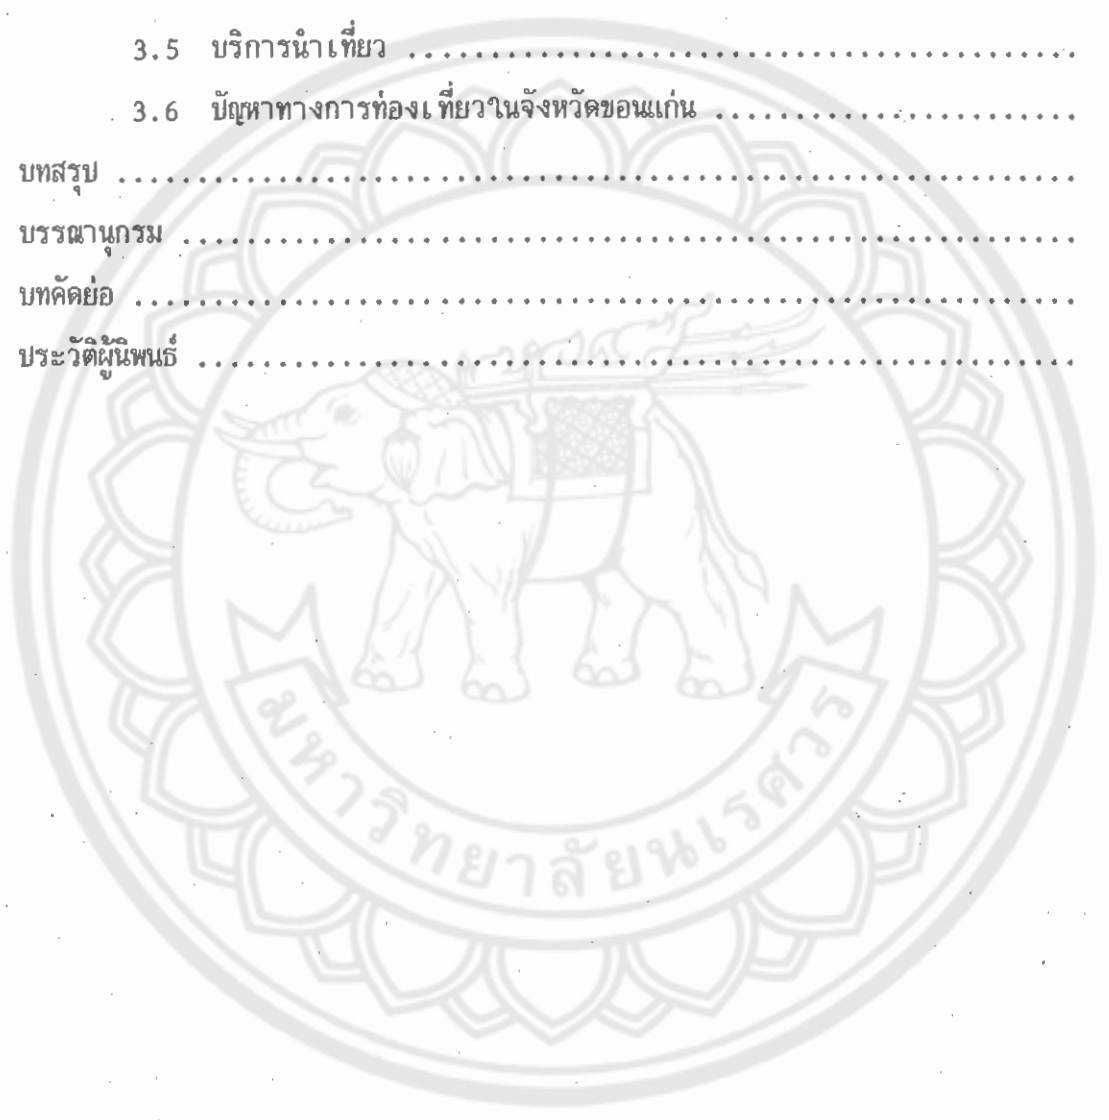 3.5 บริการนำเที่ยว ..........................................
3.6 ปัญหาทางการท่องเที่ยวในจังหวัดขอนแก่น .......................
บทสรุป ............................................................
บรรณานุกรม ........................................................
บทคัดย่อ ...........................................................
ประวัติผู้นิพนธ์ .......................................................
มหาวิทยาลัยนเรศวร